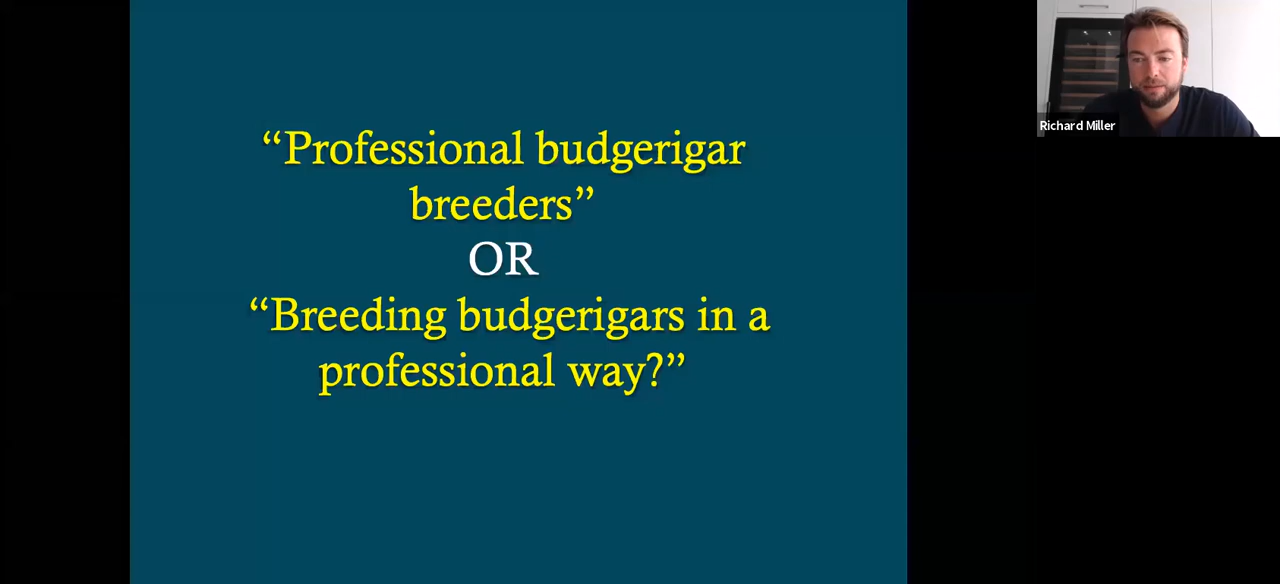 “Professional budgerigar
breeders”
OR
“Breeding budgerigars in a
professional way?”
Richard Miller